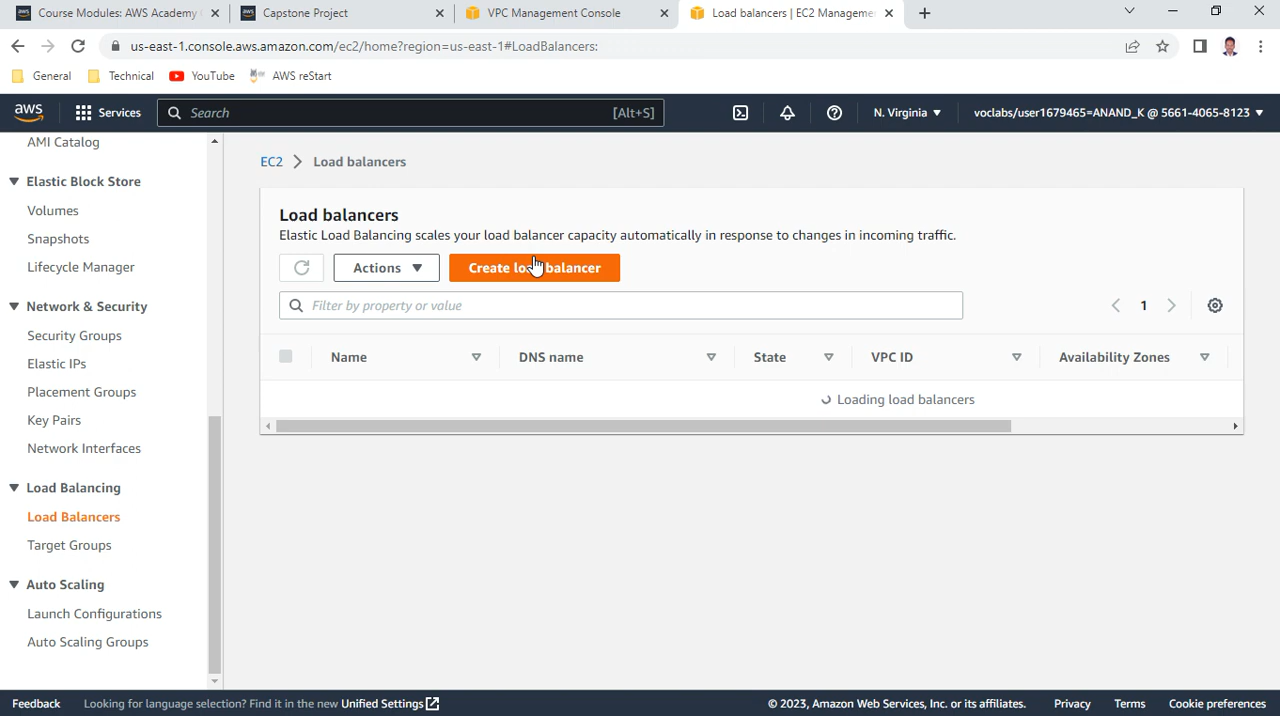 Course Modules: AWS Academy
Capstone Project
VPC Management Console
Load balancers | EC2 Manageme
us-east-1.console.aws.amazon.com/ec2/home?region=us-east-1#LoadBalancers:
General
Technical
YouTube
AWS reStart
aws
Services
Search
[Alt+S]
N. Virginia
voclabs/user1679465=ANAND_K @ 5661-4065-8123
AMI Catalog
Elastic Block Store
Volumes
Snapshots
Lifecycle Manager
Network & Security
Security Groups
Elastic IPs
Placement Groups
Key Pairs
Network Interfaces
Load Balancing
Load Balancers
Target Groups
Auto Scaling
Launch Configurations
Auto Scaling Groups
EC2 > Load balancers
Load balancers
Elastic Load Balancing scales your load balancer capacity automatically in response to changes in incoming traffic.
Actions
Create load balancer
Filter by property or value
1
Name
DNS name
State
VPC ID
Availability Zones
Loading load balancers
Feedback
Looking for language selection? Find it in the new Unified Settings
© 2023, Amazon Web Services, Inc. or its affiliates.
Privacy
Terms
Cookie preferences